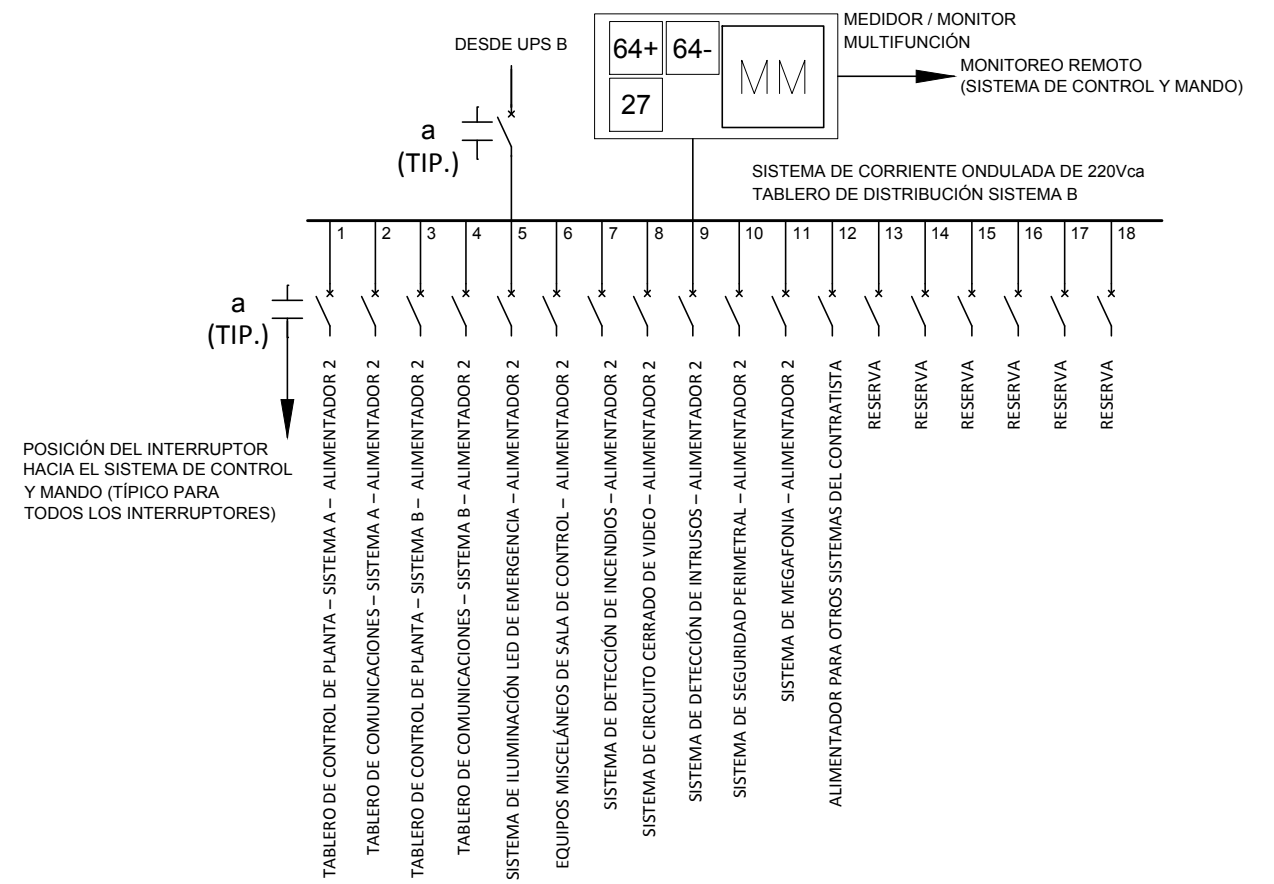 DESDE UPS B
64+ 64-
27
MM
MEDIDOR / MONITOR
MULTIFUNCIÓN
MONITOREO REMOTO
(SISTEMA DE CONTROL Y MANDO)
a
(TIP.)
SISTEMA DE CORRIENTE ONDULADA DE 220Vca
TABLERO DE DISTRIBUCIÓN SISTEMA B
1 2 3 4 5 6 7 8 9 10 11 12 13 14 15 16 17 18
a
(TIP.)
POSICIÓN DEL INTERRUPTOR
HACIA EL SISTEMA DE CONTROL
Y MANDO (TÍPICO PARA
TODOS LOS INTERRUPTORES)
TABLERO DE CONTROL DE PLANTA – SISTEMA A – ALIMENTADOR 2
TABLERO DE COMUNICACIONES – SISTEMA A – ALIMENTADOR 2
TABLERO DE CONTROL DE PLANTA – SISTEMA B – ALIMENTADOR 2
TABLERO DE COMUNICACIONES – SISTEMA B – ALIMENTADOR 2
SISTEMA DE ILUMINACIÓN LED DE EMERGENCIA – ALIMENTADOR 2
EQUIPOS MISCELÁNEOS DE SALA DE CONTROL – ALIMENTADOR 2
SISTEMA DE DETECCIÓN DE INCENDIOS – ALIMENTADOR 2
SISTEMA DE CIRCUITO CERRADO DE VIDEO – ALIMENTADOR 2
SISTEMA DE DETECCIÓN DE INTRUSOS – ALIMENTADOR 2
SISTEMA DE SEGURIDAD PERIMETRAL – ALIMENTADOR 2
SISTEMA DE MEGAFONIA – ALIMENTADOR 2
ALIMENTADOR PARA OTROS SISTEMAS DEL CONTRATISTA
RESERVA
RESERVA
RESERVA
RESERVA
RESERVA
RESERVA